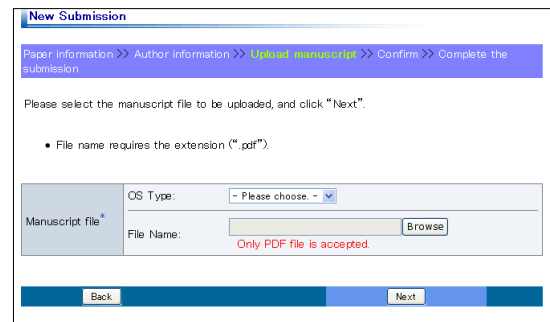 New Submission
Paper information >> Author information >> Upload manuscript >> Confirm >> Complete the
submission
Please select the manuscript file to be uploaded, and click “Next”.
• File name requires the extension (“.pdf”).
Manuscript file*
OS Type:
- Please choose. -
File Name:
Browse
Only PDF file is accepted.
Back
Next